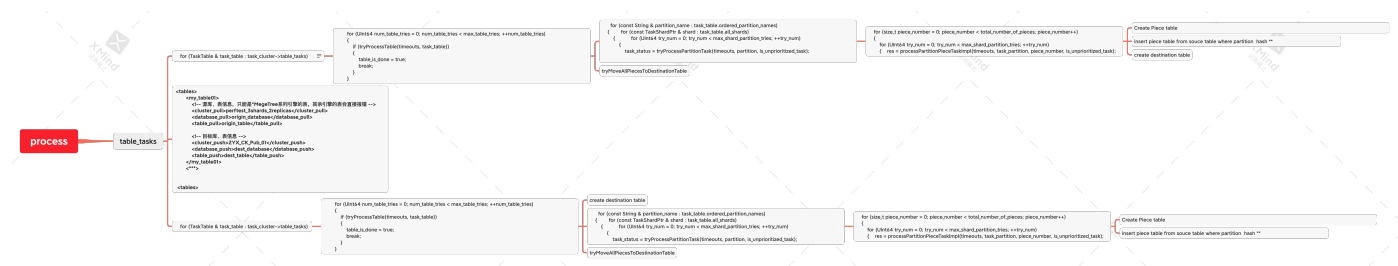 process
table_tasks
for (TaskTable & task_table : task_cluster->table_tasks)
for (UInt64 num_table_tries = 0; num_table_tries < max_table_tries; ++num_table_tries)
{
if (tryProcessTable(timeouts, task_table))
{
table_is_done = true;
break;
}
}
for (const String & partition_name : task_table.ordered_partition_names)
{ for (const TaskShardPtr & shard : task_table.all_shards)
{ for (UInt64 try_num = 0; try_num < max_shard_partition_tries; ++try_num)
{
task_status = tryProcessPartitionTask(timeouts, partition, is_unprioritized_task);
tryMoveAllPiecesToDestinationTable
for (size_t piece_number = 0; piece_number < total_number_of_pieces; piece_number++)
{
for (UInt64 try_num = 0; try_num < max_shard_partition_tries; ++try_num)
{ res = processPartitionPieceTaskImpl(timeouts, task_partition, piece_number, is_unprioritized_task);
Create Piece table
insert piece table from souce table where partition hash **
create destination table
<tables>
<my_table01>
<!-- 源库、表信息，只能是*MegeTree系列引擎的表，其余引擎的表会直接报错 -->
<cluster_pull>perftest_3shards_2replicas</cluster_pull>
<database_pull>origin_database</database_pull>
<table_pull>origin_table</table_pull>
<!-- 目标库、表信息 -->
<cluster_push>ZYX_CK_Pub_01</cluster_push>
<database_push>dest_database</database_push>
<table_push>dest_table</table_push>
</my_table01>
<***>
<tables>
for (TaskTable & task_table : task_cluster->table_tasks)
for (UInt64 num_table_tries = 0; num_table_tries < max_table_tries; ++num_table_tries)
{
if (tryProcessTable(timeouts, task_table))
{
table_is_done = true;
break;
}
}
create destination table
for (const String & partition_name : task_table.ordered_partition_names)
{ for (const TaskShardPtr & shard : task_table.all_shards)
{ for (UInt64 try_num = 0; try_num < max_shard_partition_tries; ++try_num)
{
task_status = tryProcessPartitionTask(timeouts, partition, is_unprioritized_task);
tryMoveAllPiecesToDestinationTable
for (size_t piece_number = 0; piece_number < total_number_of_pieces; piece_number++)
{
for (UInt64 try_num = 0; try_num < max_shard_partition_tries; ++try_num)
{ res = processPartitionPieceTaskImpl(timeouts, task_partition, piece_number, is_unprioritized_task);
Create Piece table
insert piece table from souce table where partition hash **
XMind
XMind
XMind
XMind